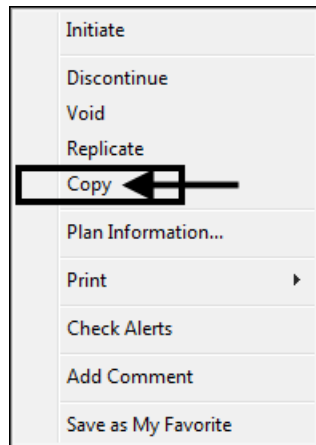 Initiate
Discontinue
Void
Replicate
Copy
Plan Information...
Print
Check Alerts
Add Comment
Save as My Favorite